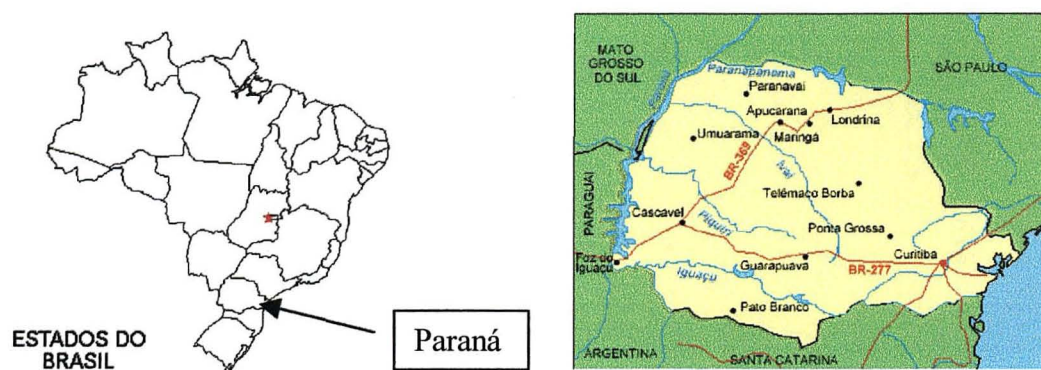 ESTADOS DO
BRASIL
Paraná
MATO
GROSSO
DO SUL
SÃO PAULO
Paranapanema
Paraná
Paranavaí
Apucarana
Londrina
Maringá
Umuarama
BR-369
Ivaí
Telêmaco Borba
PARAGUAI
Cascavel
Piquiri
Ponta Grossa
Curitiba
Foz do
Iguaçu
Guarapuava
BR-277
Iguaçu
Pato Branco
ARGENTINA
SANTA CATARINA